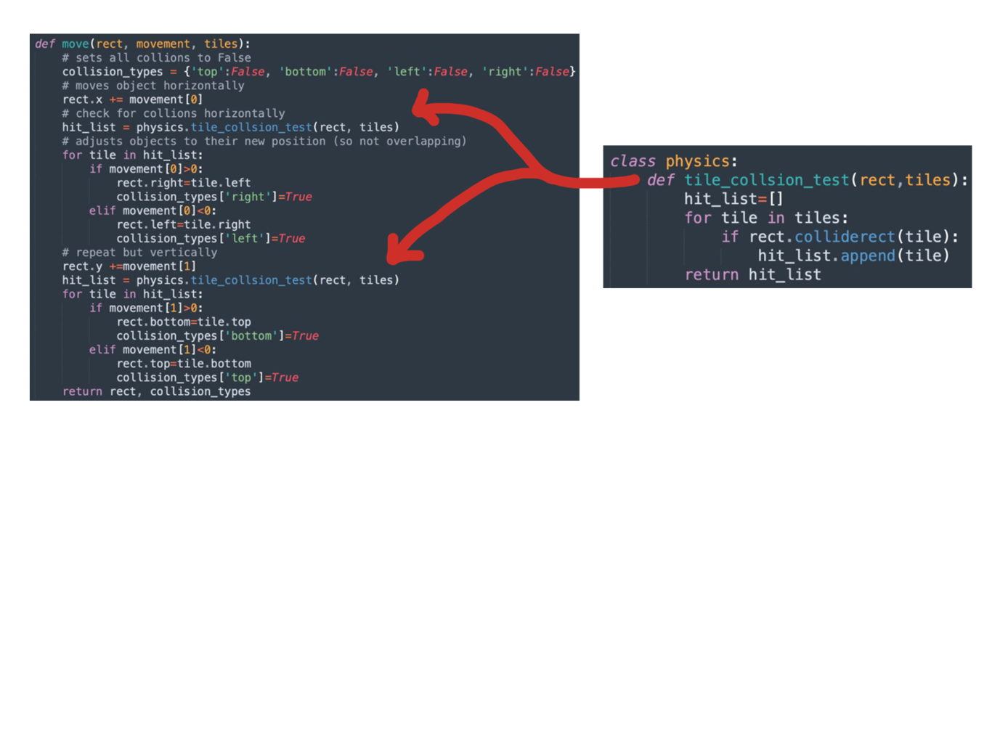 def move(rect, movement, tiles):
# sets all collions to False
collision_types = {'top':False, 'bottom':False, 'left':False, 'right':False}
# moves object horizontally
rect.x += movement[0]
# check for collions horizontally
hit_list = physics.tile_collsion_test(rect, tiles)
# adjusts objects to their new position (so not overlapping)
for tile in hit_list:
if movement[0]>0:
rect.right=tile.left
collision_types['right']=True
elif movement[0]<0:
rect.left=tile.right
collision_types['left']=True
# repeat but vertically
rect.y +=movement[1]
hit_list = physics.tile_collsion_test(rect, tiles)
for tile in hit_list:
if movement[1]>0:
rect.bottom=tile.top
collision_types['bottom']=True
elif movement[1]<0:
rect.top=tile.bottom
collision_types['top']=True
return rect, collision_types
class physics:
def tile_collsion_test(rect,tiles):
hit_list=[]
for tile in tiles:
if rect.colliderect(tile):
hit_list.append(tile)
return hit_list